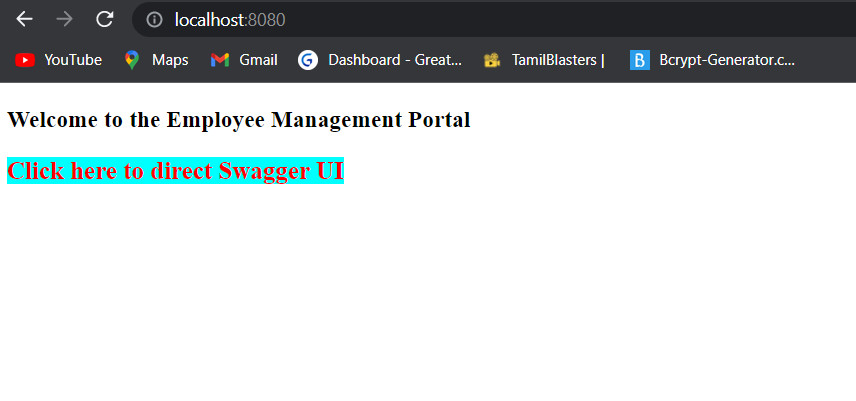 localhost:8080
YouTube Maps Gmail Dashboard - Great... TamilBlasters | Bcrypt-Generator.c...
Welcome to the Employee Management Portal
Click here to direct Swagger UI